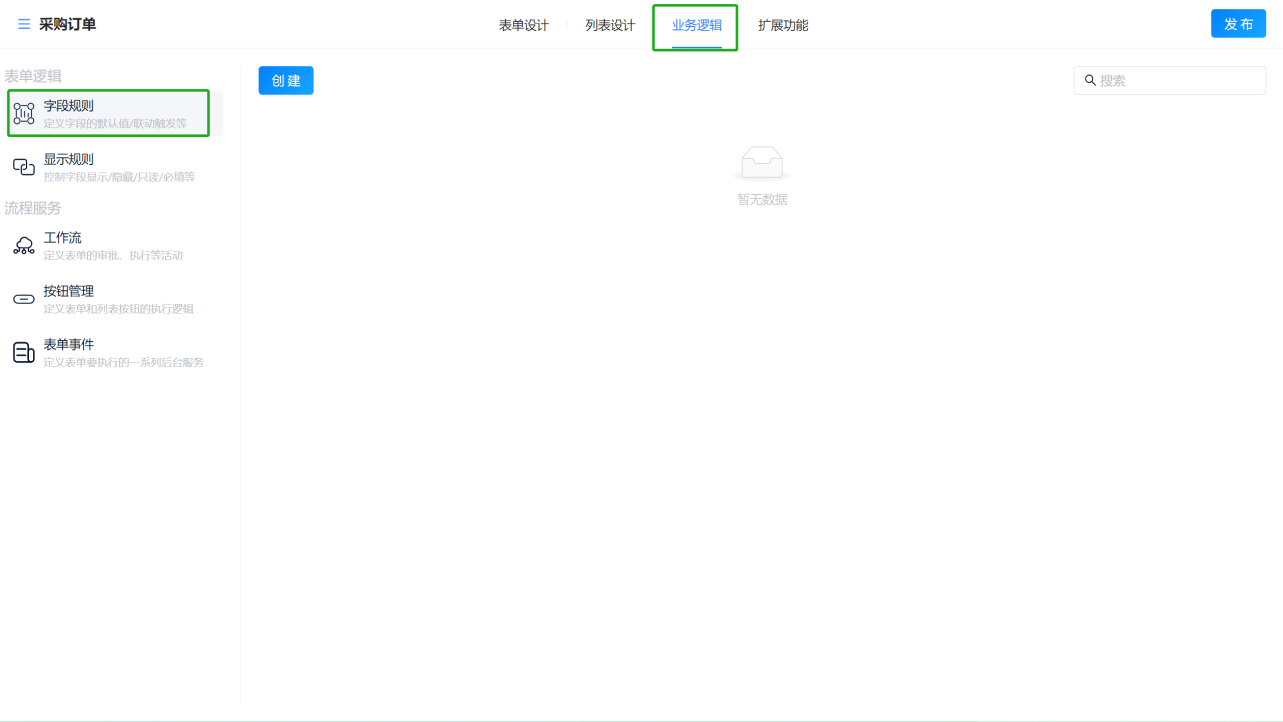 采购订单
表单设计
列表设计
业务逻辑
扩展功能
发布
表单逻辑
字段规则
定义字段的默认值/联动触发等
显示规则
控制字段显示/隐藏/只读/必填等
流程服务
工作流
定义表单的审批、执行等活动
按钮管理
定义表单和列表按钮的执行逻辑
表单事件
定义表单要执行的一系列后台服务
创建
搜索
暂无数据